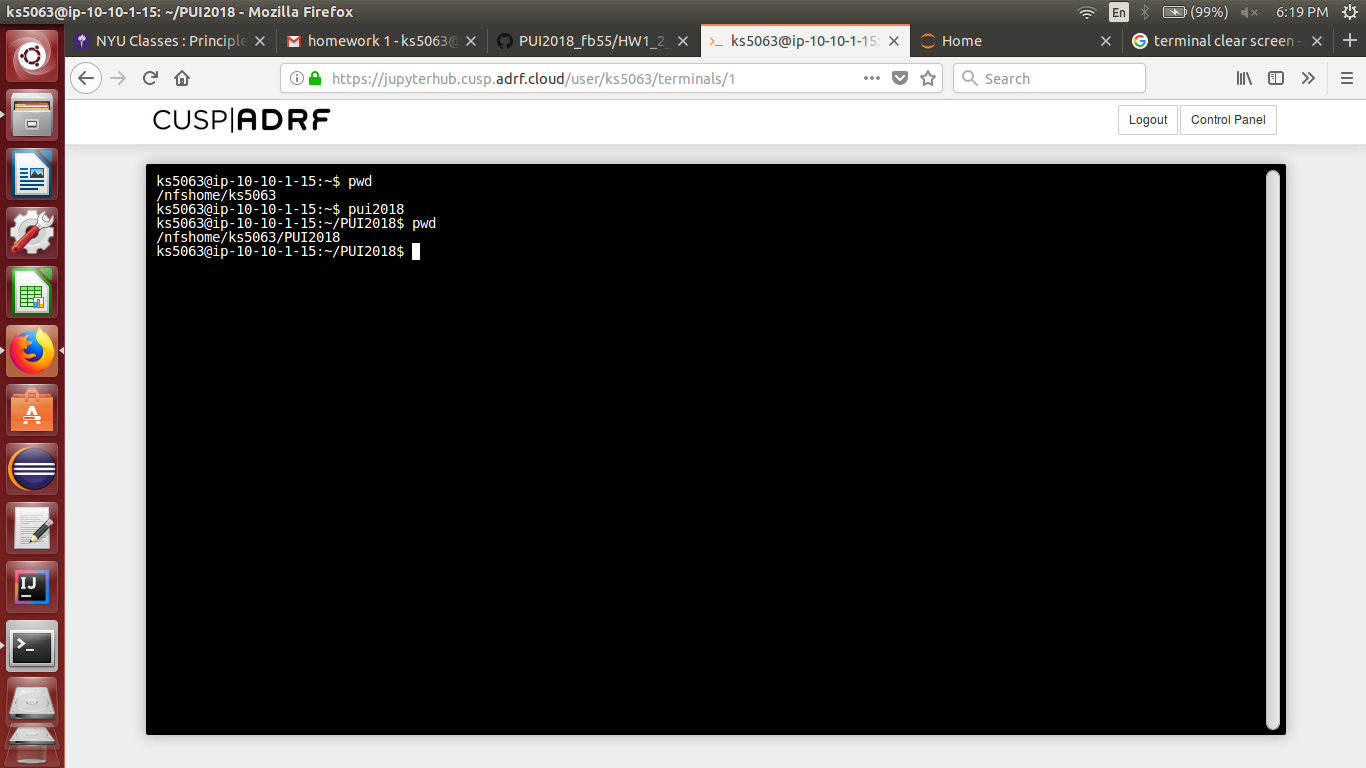 ks5063@ip-10-10-1-15: ~/PUI2018 - Mozilla Firefox
En
(99%)
6:19 PM
NYU Classes : Principle
homework 1 - ks5063@
PUI2018_fb55/HW1_2_
ks5063@ip-10-10-1-15:
Home
terminal clear screen -
https://jupyterhub.cusp.adrf.cloud/user/ks5063/terminals/1
Search
CUSP|ADRF
Logout
Control Panel
ks5063@ip-10-10-1-15:~$ pwd
/nfshome/ks5063
ks5063@ip-10-10-1-15:~$ pui2018
ks5063@ip-10-10-1-15:~/PUI2018$ pwd
/nfshome/ks5063/PUI2018
ks5063@ip-10-10-1-15:~/PUI2018$
A
IJ
>_